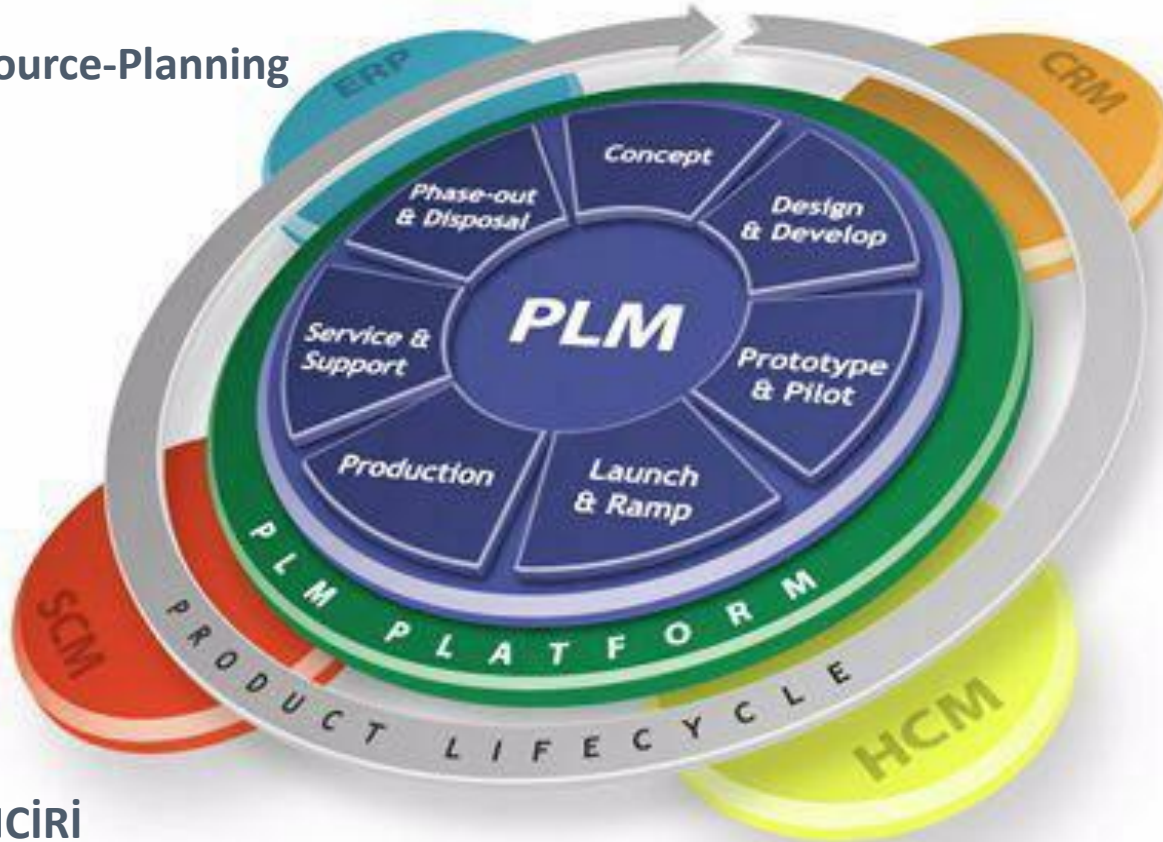 ource-Planning
ERP
CRM
Concept
Phase-out
& Disposal
Design
& Develop
PLM
Service &
Support
Prototype
& Pilot
Production
Launch
& Ramp
PLM PLATFORM
PRODUCT LIFECYCLE
SCM
HCM
NCİRİ